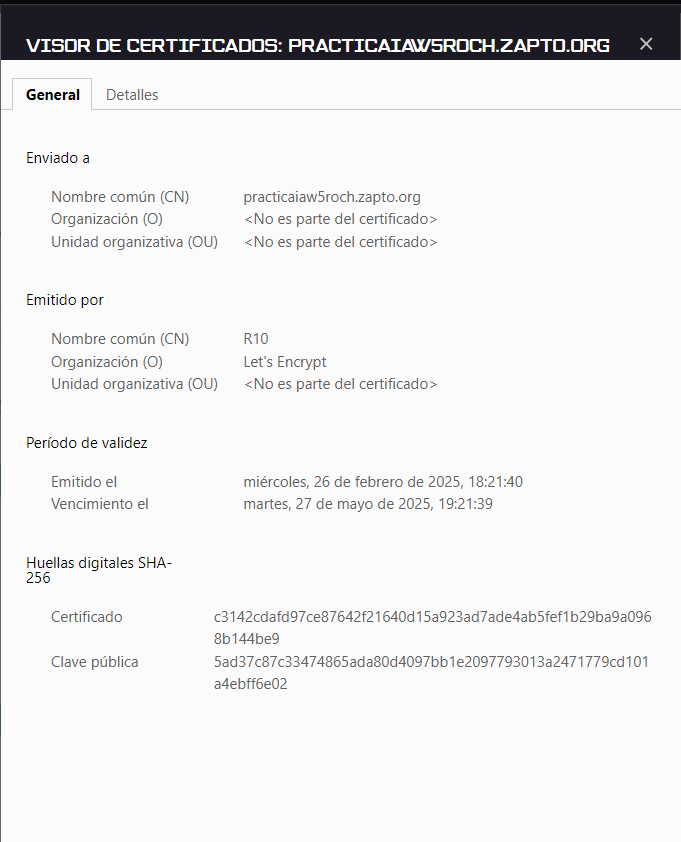 VISOR DE CERTIFICADOS: PRACTICAIAW5ROCH.ZAPTO.ORG
General Detalles
Enviado a
Nombre común (CN) practicaiaw5roch.zapto.org
Organización (O) <No es parte del certificado>
Unidad organizativa (OU) <No es parte del certificado>
Emitido por
Nombre común (CN) R10
Organización (O) Let's Encrypt
Unidad organizativa (OU) <No es parte del certificado>
Período de validez
Emitido el miércoles, 26 de febrero de 2025, 18:21:40
Vencimiento el martes, 27 de mayo de 2025, 19:21:39
Huellas digitales SHA-
256
Certificado c3142cdafd97ce87642f21640d15a923ad7ade4ab5fef1b29ba9a096
8b144be9
Clave pública 5ad37c87c33474865ada80d4097bb1e2097793013a2471779cd101
a4ebff6e02